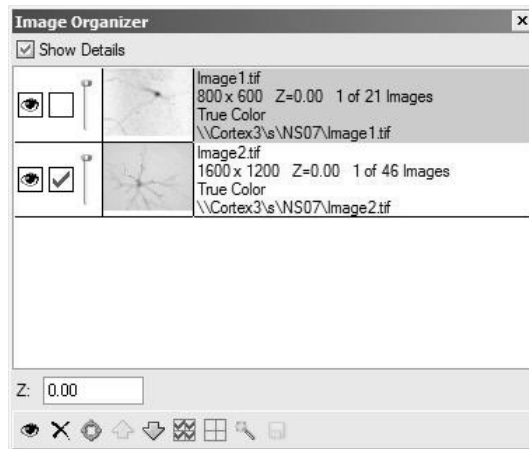 Image Organizer
Show Details
Image1.tif
800 x 600 Z=0.00 1 of 21 Images
True Color
\\Cortex3\s\NS07\Image1.tif
Image2.tif
1600 x 1200 Z=0.00 1 of 46 Images
True Color
\\Cortex3\s\NS07\Image2.tif
Z: 0.00